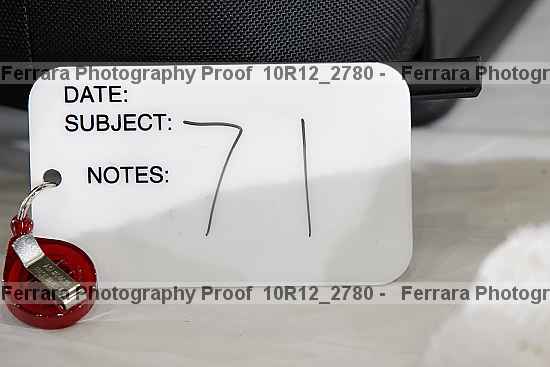 Ferrara Photography Proof 10R12_2780 - Ferrara Photogr
DATE:
SUBJECT: 71
NOTES:
Ferrara Photography Proof 10R12_2780 - Ferrara Photogr